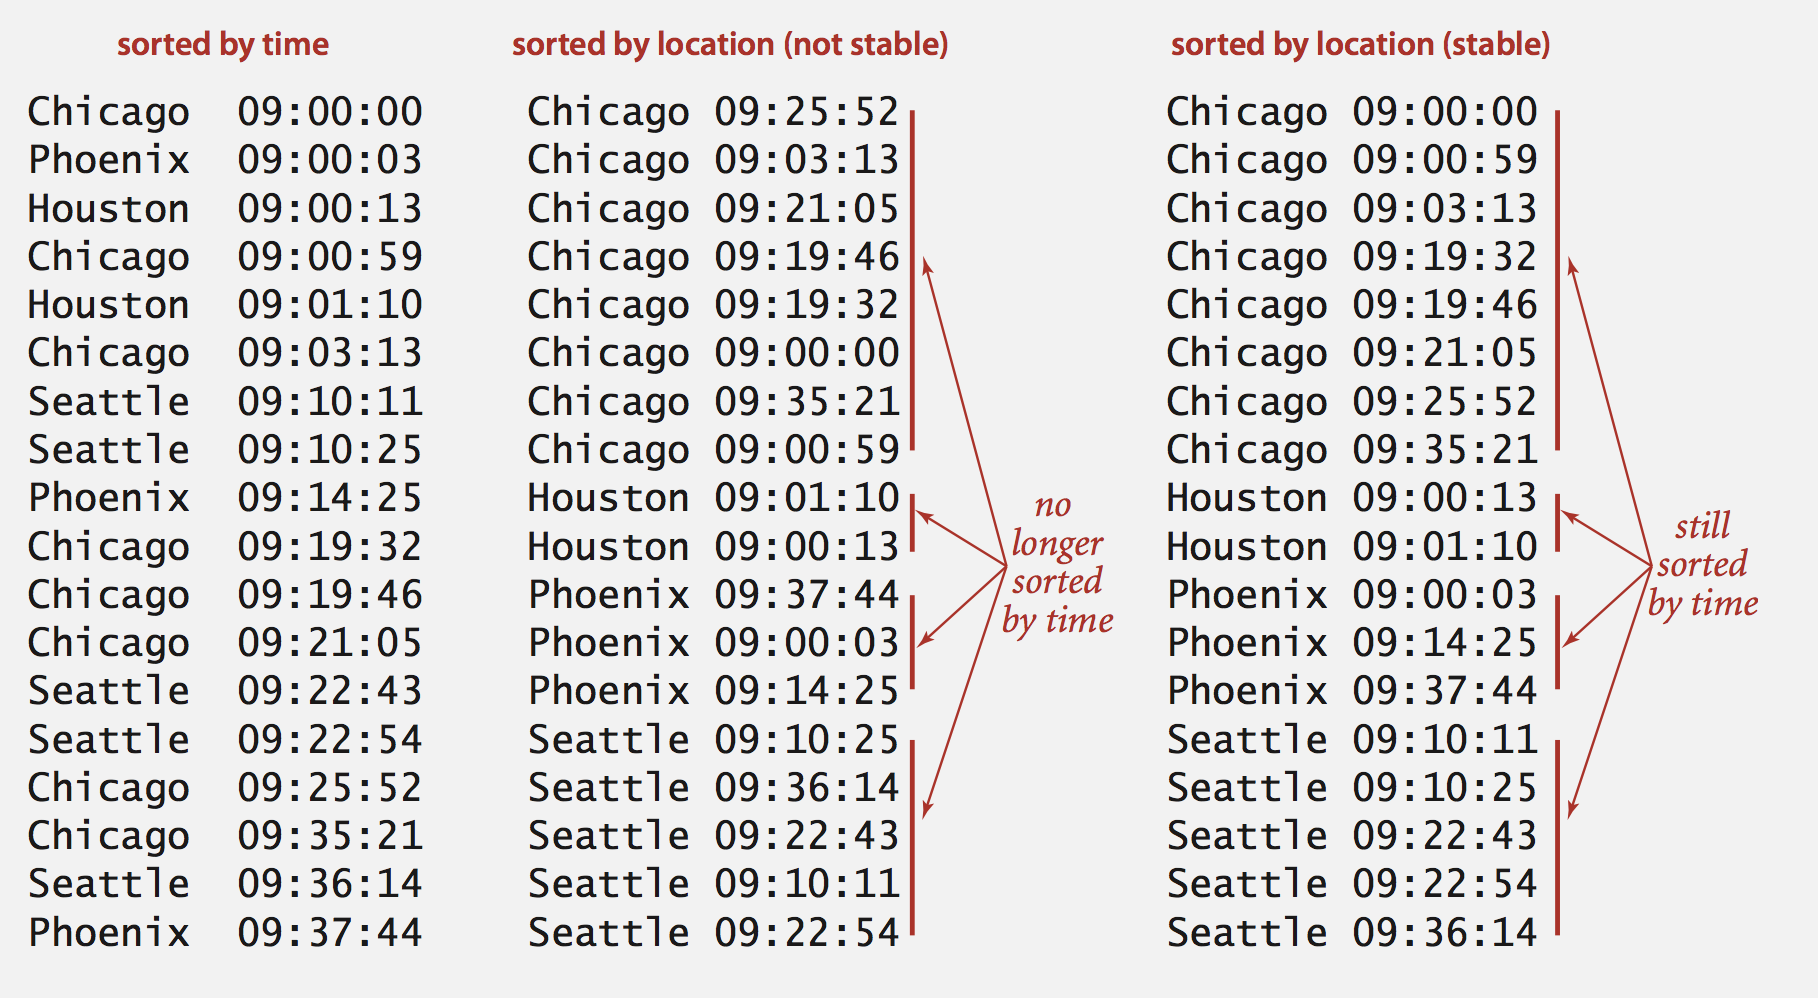 sorted by time
Chicago 09:00:00
Phoenix 09:00:03
Houston 09:00:13
Chicago 09:00:59
Houston 09:01:10
Chicago 09:03:13
Seattle 09:10:11
Seattle 09:10:25
Phoenix 09:14:25
Chicago 09:19:32
Chicago 09:19:46
Chicago 09:21:05
Seattle 09:22:43
Seattle 09:22:54
Chicago 09:25:52
Chicago 09:35:21
Seattle 09:36:14
Phoenix 09:37:44
sorted by location (not stable)
Chicago 09:25:52
Chicago 09:03:13
Chicago 09:21:05
Chicago 09:19:46
Chicago 09:19:32
Chicago 09:00:00
Chicago 09:35:21
Chicago 09:00:59
Houston 09:01:10
Houston 09:00:13
Phoenix 09:37:44
Phoenix 09:00:03
Phoenix 09:14:25
Seattle 09:10:25
Seattle 09:36:14
Seattle 09:22:43
Seattle 09:10:11
Seattle 09:22:54
no
longer
sorted
by time
sorted by location (stable)
Chicago 09:00:00
Chicago 09:00:59
Chicago 09:03:13
Chicago 09:19:32
Chicago 09:19:46
Chicago 09:21:05
Chicago 09:25:52
Chicago 09:35:21
Houston 09:00:13
Houston 09:01:10
Phoenix 09:00:03
Phoenix 09:14:25
Phoenix 09:37:44
Seattle 09:10:11
Seattle 09:10:25
Seattle 09:22:43
Seattle 09:22:54
Seattle 09:36:14
still
sorted
by time